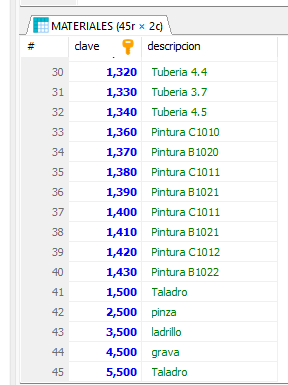 MATERIALES (45r × 2c)
# clave descripcion
30 1,320 Tuberia 4.4
31 1,330 Tuberia 3.7
32 1,340 Tuberia 4.5
33 1,360 Pintura C1010
34 1,370 Pintura B1020
35 1,380 Pintura C1011
36 1,390 Pintura B1021
37 1,400 Pintura C1011
38 1,410 Pintura B1021
39 1,420 Pintura C1012
40 1,430 Pintura B1022
41 1,500 Taladro
42 2,500 pinza
43 3,500 ladrillo
44 4,500 grava
45 5,500 Taladro